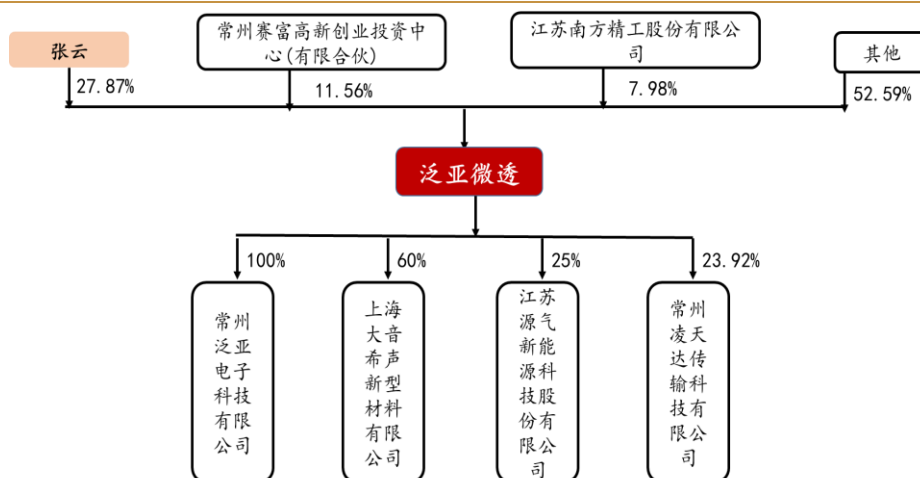 张云
常州赛富高新创业投资中
心(有限合伙)
江苏南方精工股份有限公
司
其他
27.87%
11.56%
7.98%
52.59%
泛亚微透
100%
60%
25%
23.92%
常州
泛亚
电子
科技
有限
公司
上海
大音
希声
新型
材料
有限
公司
江苏
源气
新能
源科
技股
份有
限公
司
常州
凌天
达传
输科
技有
限公
司